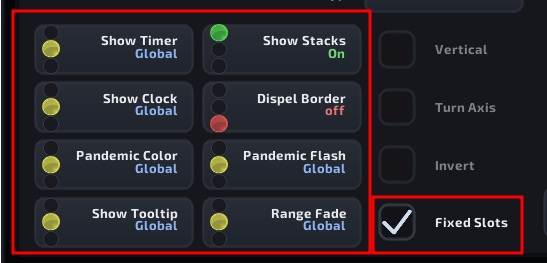 Show Timer
Global
Show Stacks
On
Vertical
Show Clock
Global
Dispel Border
off
Turn Axis
Pandemic Color
Global
Pandemic Flash
Global
Invert
Show Tooltip
Global
Range Fade
Global
Fixed Slots